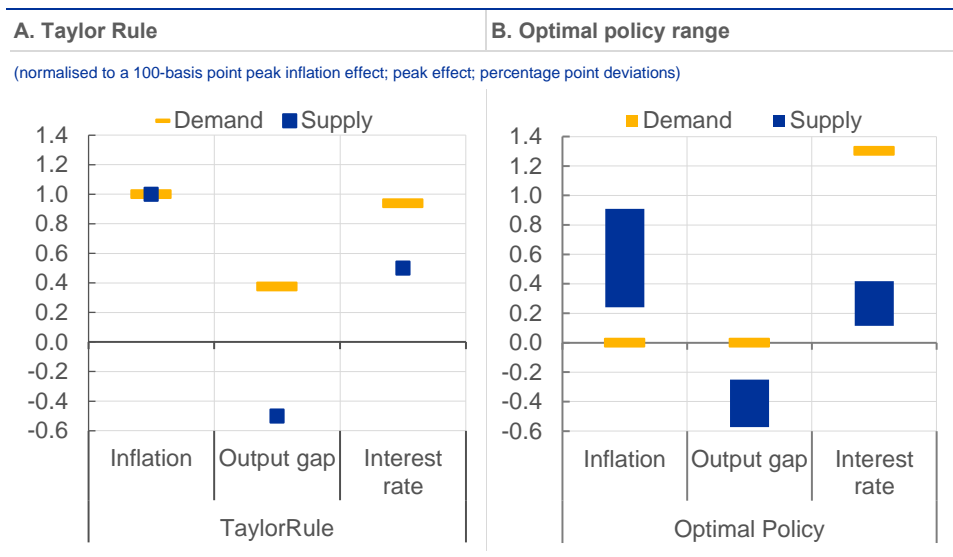 A. Taylor Rule
B. Optimal policy range
(normalised to a 100-basis point peak inflation effect; peak effect; percentage point deviations)
Demand Supply
1.4
1.2
1.0
0.8
0.6
0.4
0.2
0.0
-0.2
-0.4
-0.6
Inflation Output gap Interest
rate
TaylorRule
Demand Supply
1.4
1.2
1.0
0.8
0.6
0.4
0.2
0.0
-0.2
-0.4
-0.6
Inflation Output gap Interest
rate
Optimal Policy